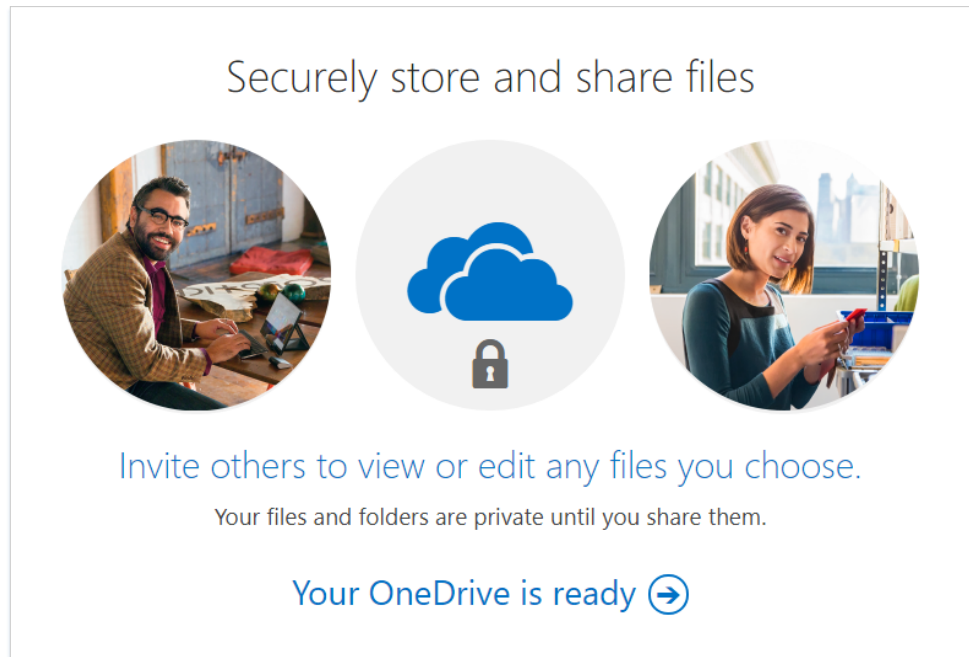 Securely store and share files
Invite others to view or edit any files you choose.
Your files and folders are private until you share them.
Your OneDrive is ready